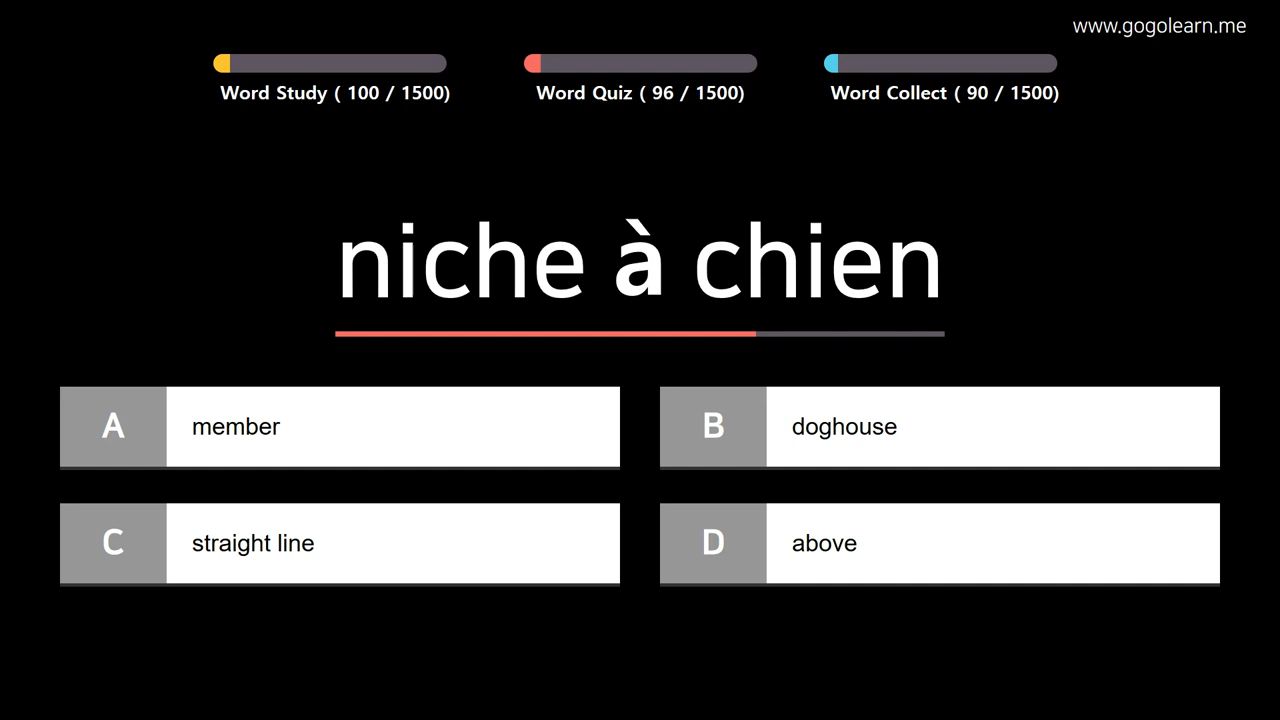 www.gogolearn.me
Word Study ( 100 / 1500)
Word Quiz ( 96 / 1500)
Word Collect ( 90 / 1500)
niche à chien
A member
B doghouse
C straight line
D above